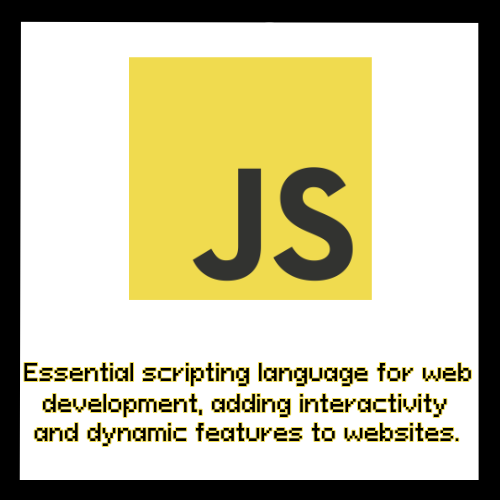 JS
Essential scripting language for web
development, adding interactivity
and dynamic features to websites.